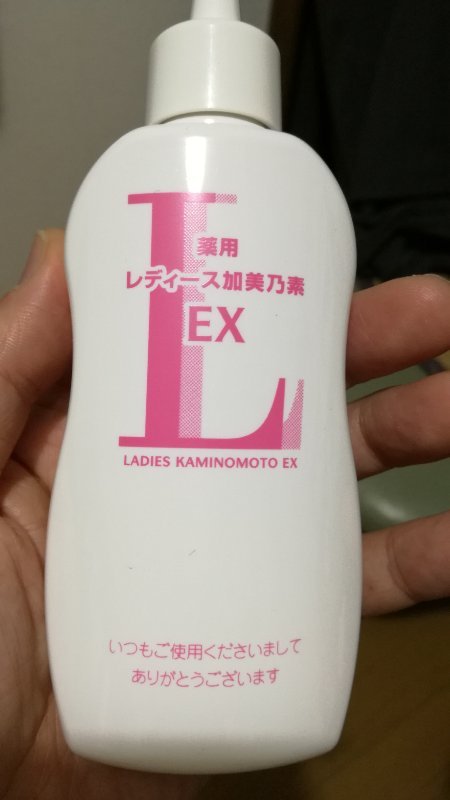 L
薬用
レディース加美乃素
EX
LADIES KAMINOMOTO EX
いつもご使用くださいまして
ありがとうございます